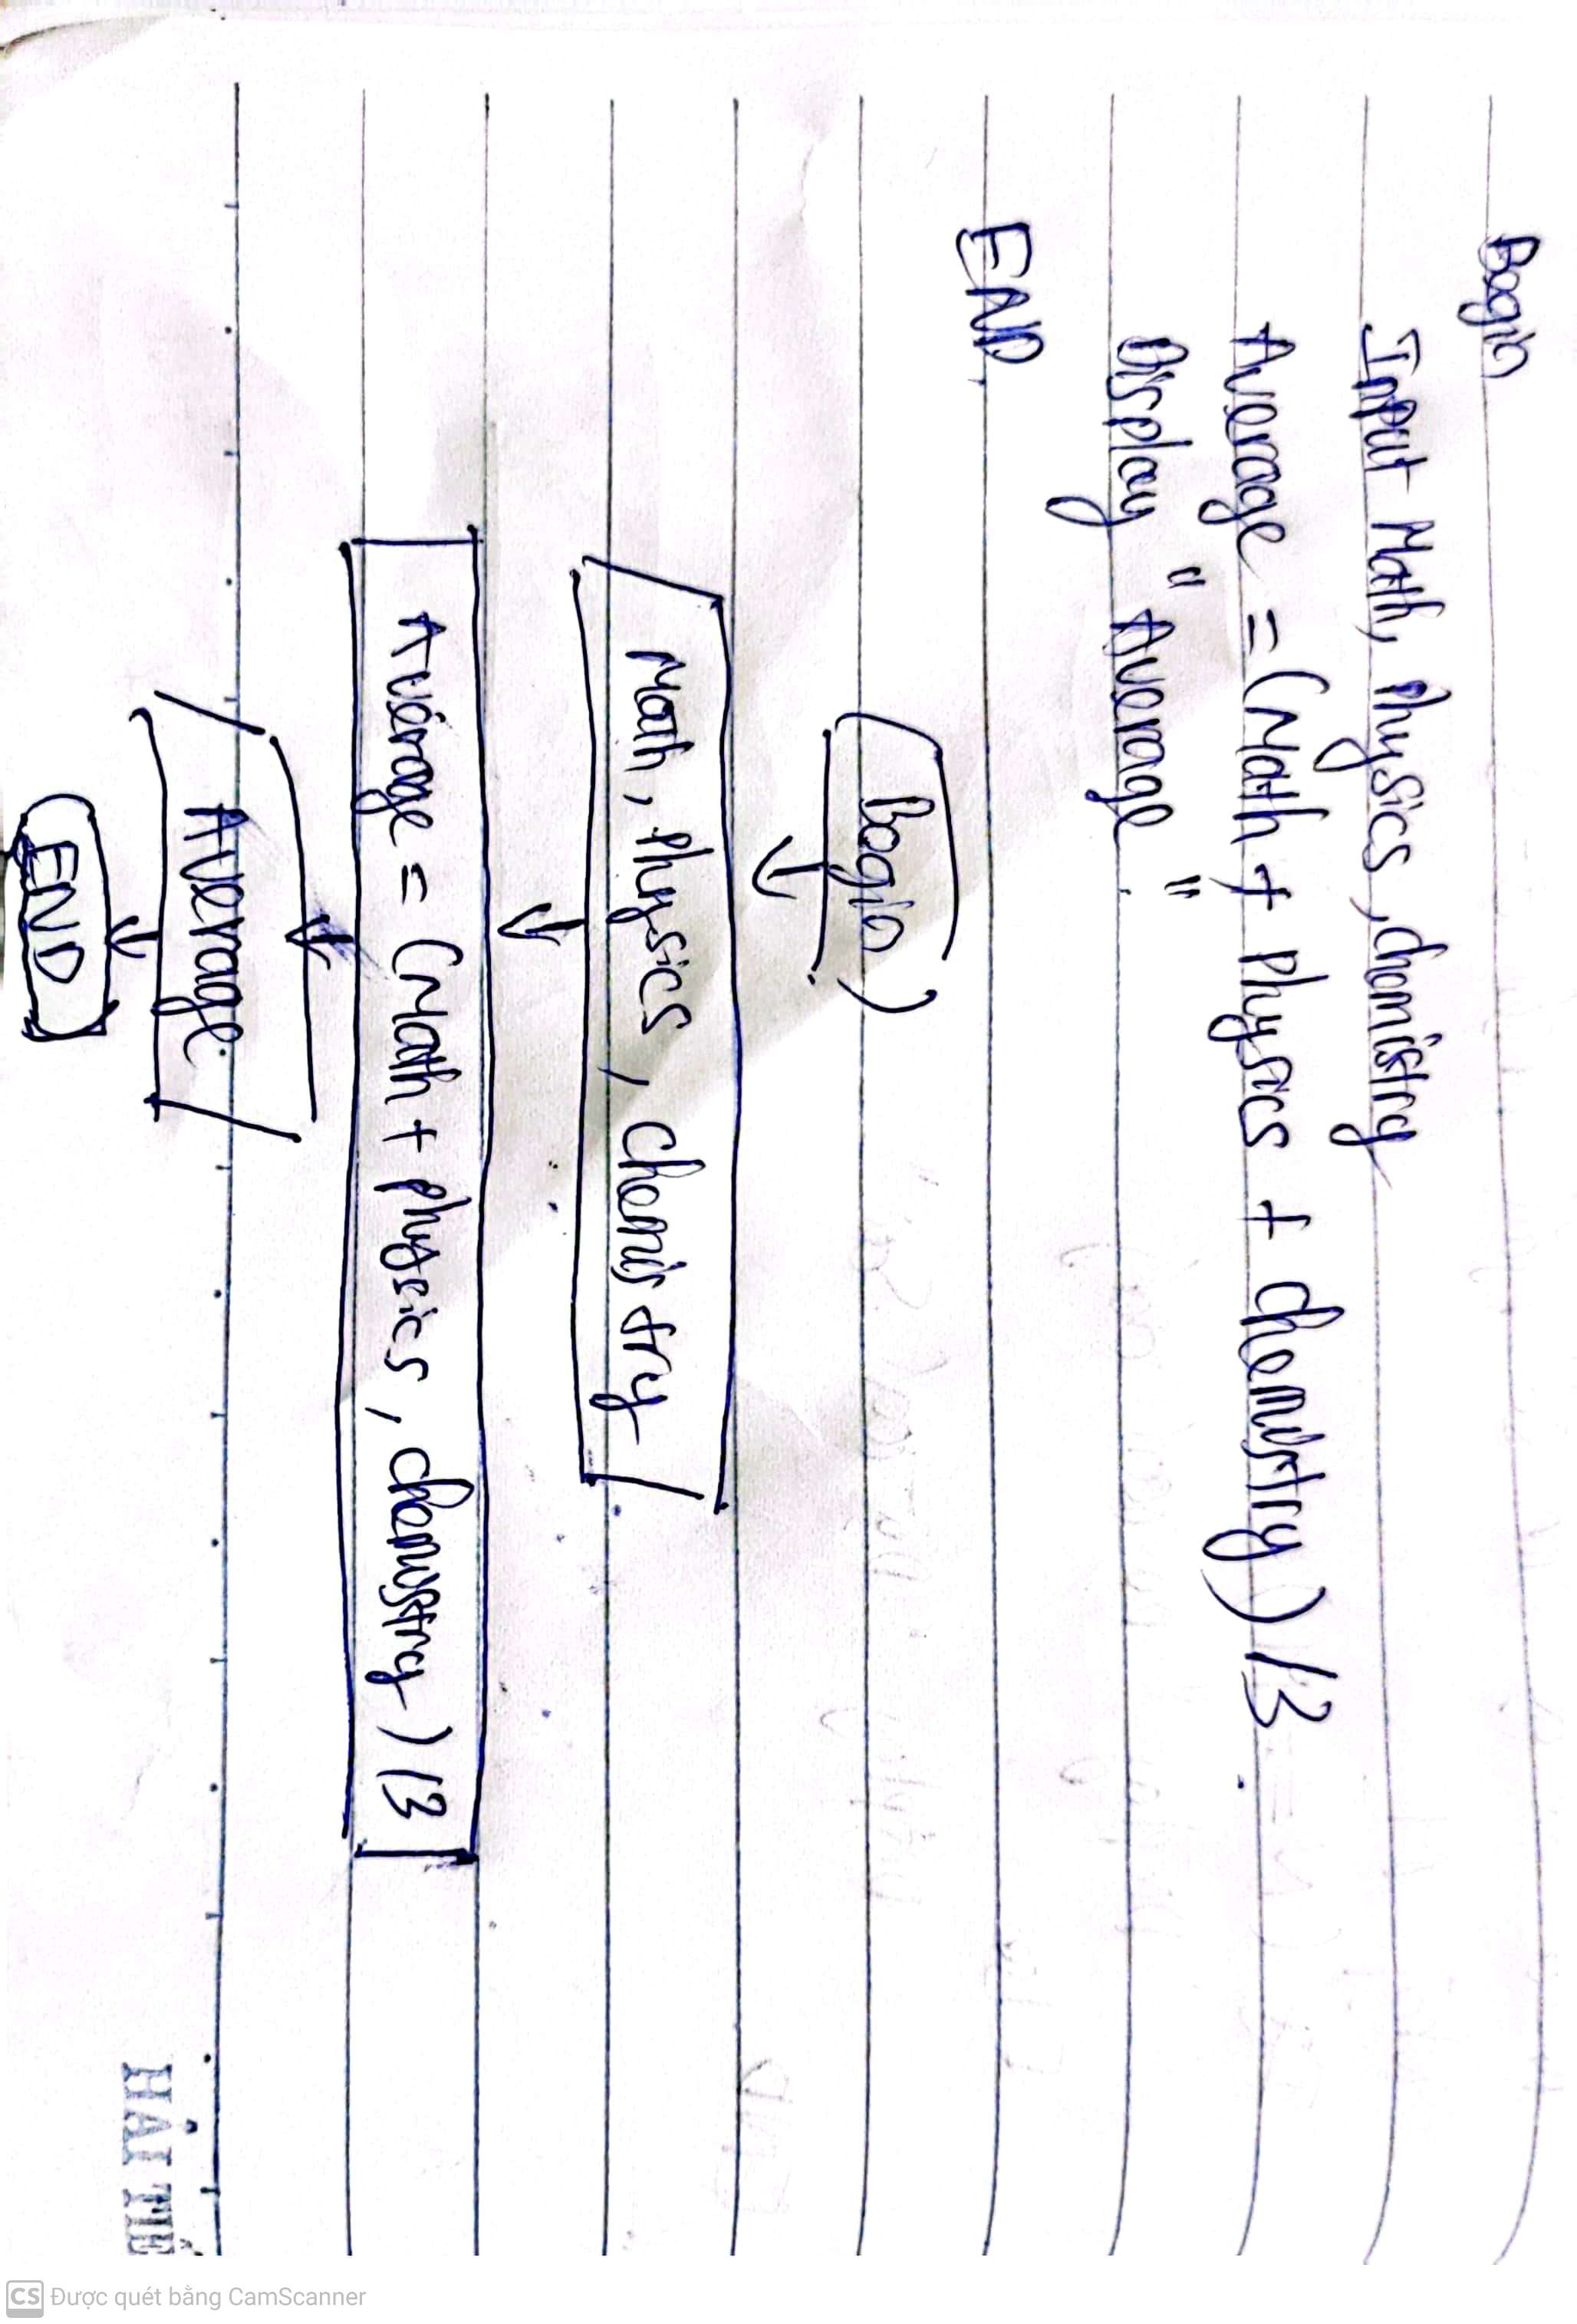 Begin
Input Math, Physics, chemistry
Average = (Math + Physics + chemistry) /3
Display " Average "
END
Begin
Math, Physics, Chemistry
Average = (Math + physics, chemistry) /3
Average
END
HẢI TIẾ
CS Được quét bằng CamScanner